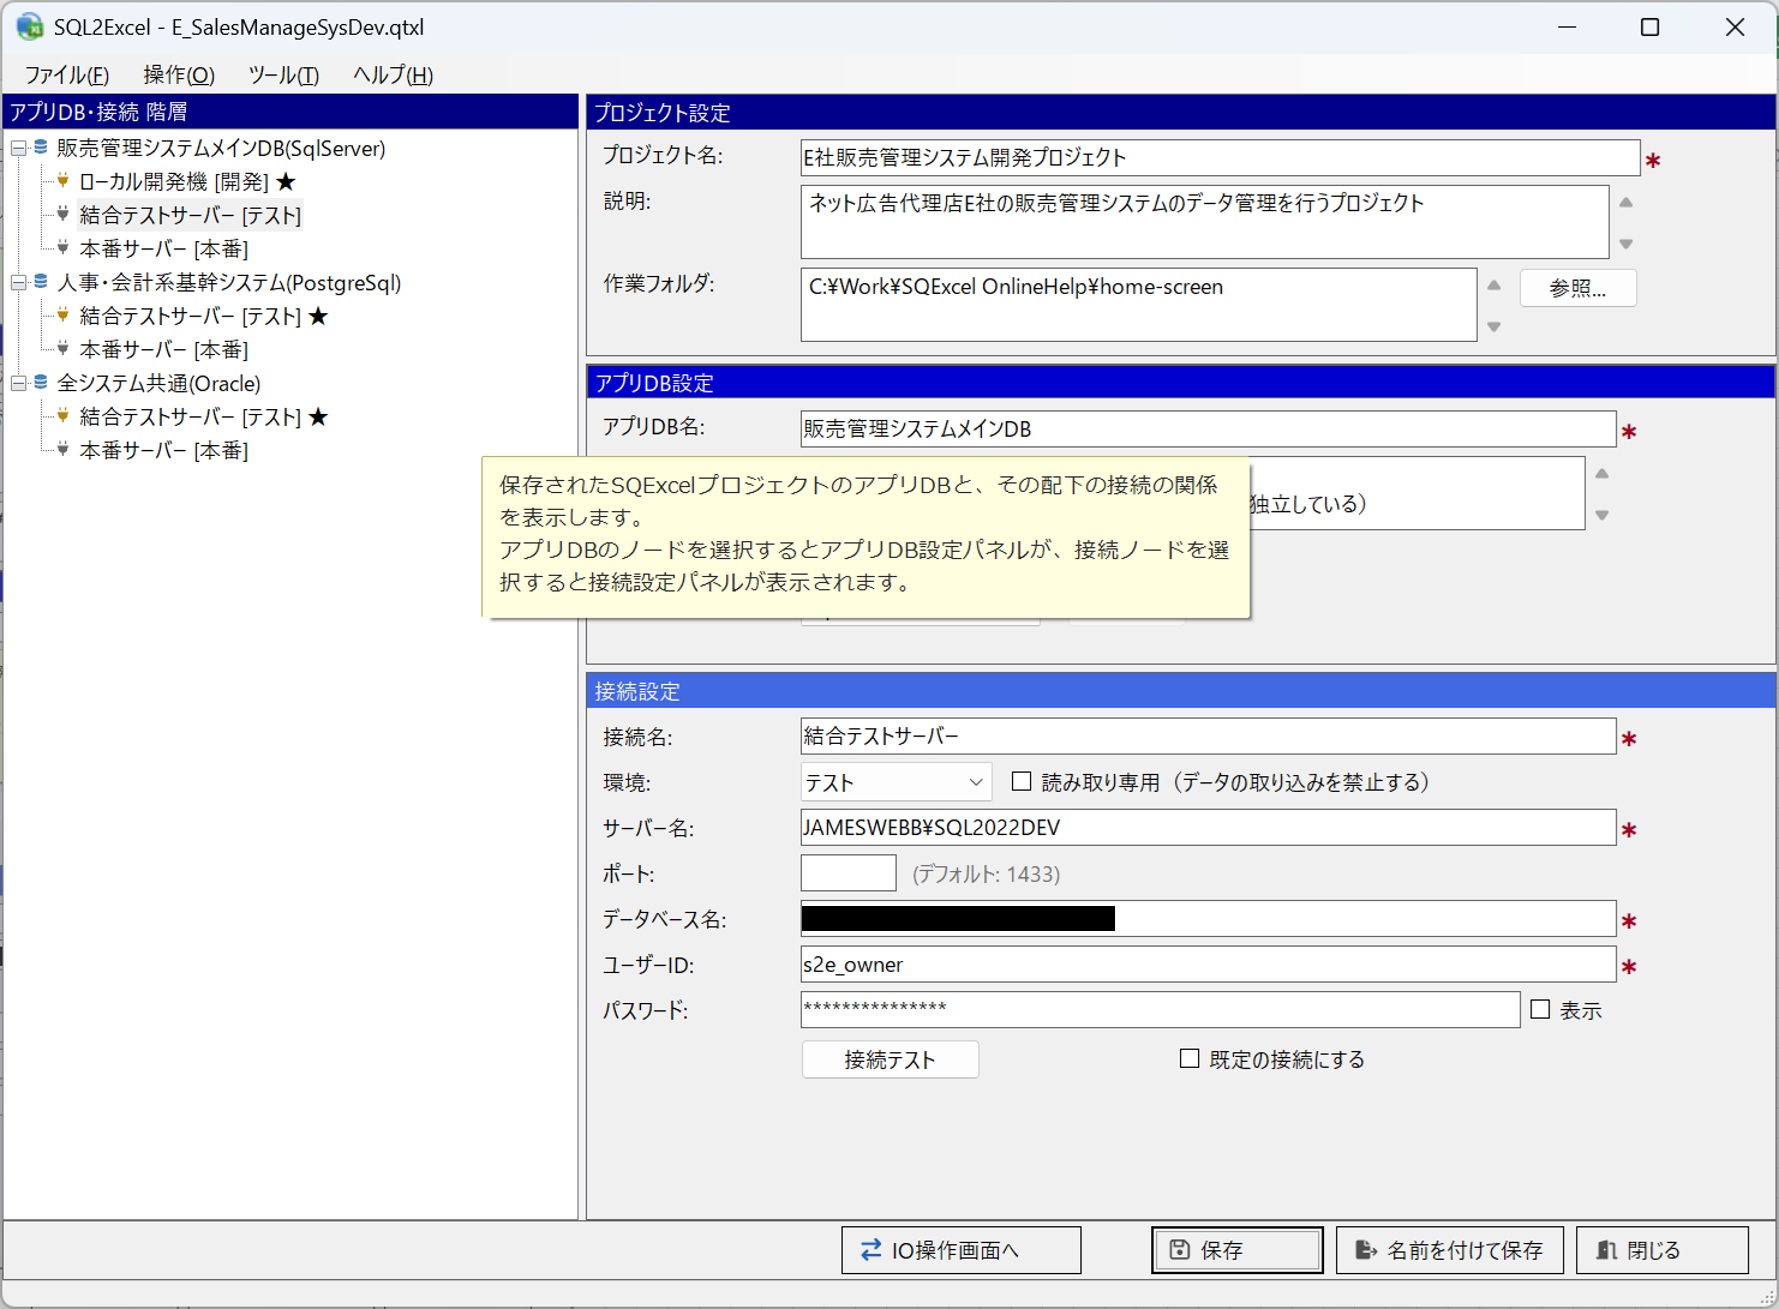 SQL2Excel - E_SalesManageSysDev.qtxl
ファイル(F) 操作(O) ツール(T) ヘルプ(H)
アプリDB・接続 階層
販売管理システムメインDB(SqlServer)
ローカル開発機 [開発] ★
結合テストサーバー [テスト]
本番サーバー [本番]
人事・会計系基幹システム(PostgreSql)
結合テストサーバー [テスト] ★
本番サーバー [本番]
全システム共通(Oracle)
結合テストサーバー [テスト] ★
本番サーバー [本番]
プロジェクト設定
プロジェクト名: E社販売管理システム開発プロジェクト *
説明: ネット広告代理店E社の販売管理システムのデータ管理を行うプロジェクト
作業フォルダ: C:¥Work¥SQExcel OnlineHelp¥home-screen 参照...
アプリDB設定
アプリDB名: 販売管理システムメインDB *
独立している）
保存されたSQExcelプロジェクトのアプリDBと、その配下の接続の関係
を表示します。
アプリDBのノードを選択するとアプリDB設定パネルが、接続ノードを選
択すると接続設定パネルが表示されます。
接続設定
接続名: 結合テストサーバー *
環境: テスト 読み取り専用（データの取り込みを禁止する）
サーバー名: JAMESWEBB¥SQL2022DEV *
ポート: (デフォルト: 1433)
データベース名: *
ユーザーID: s2e_owner *
パスワード: *************** 表示
接続テスト 既定の接続にする
IO操作画面へ 保存 名前を付けて保存 閉じる